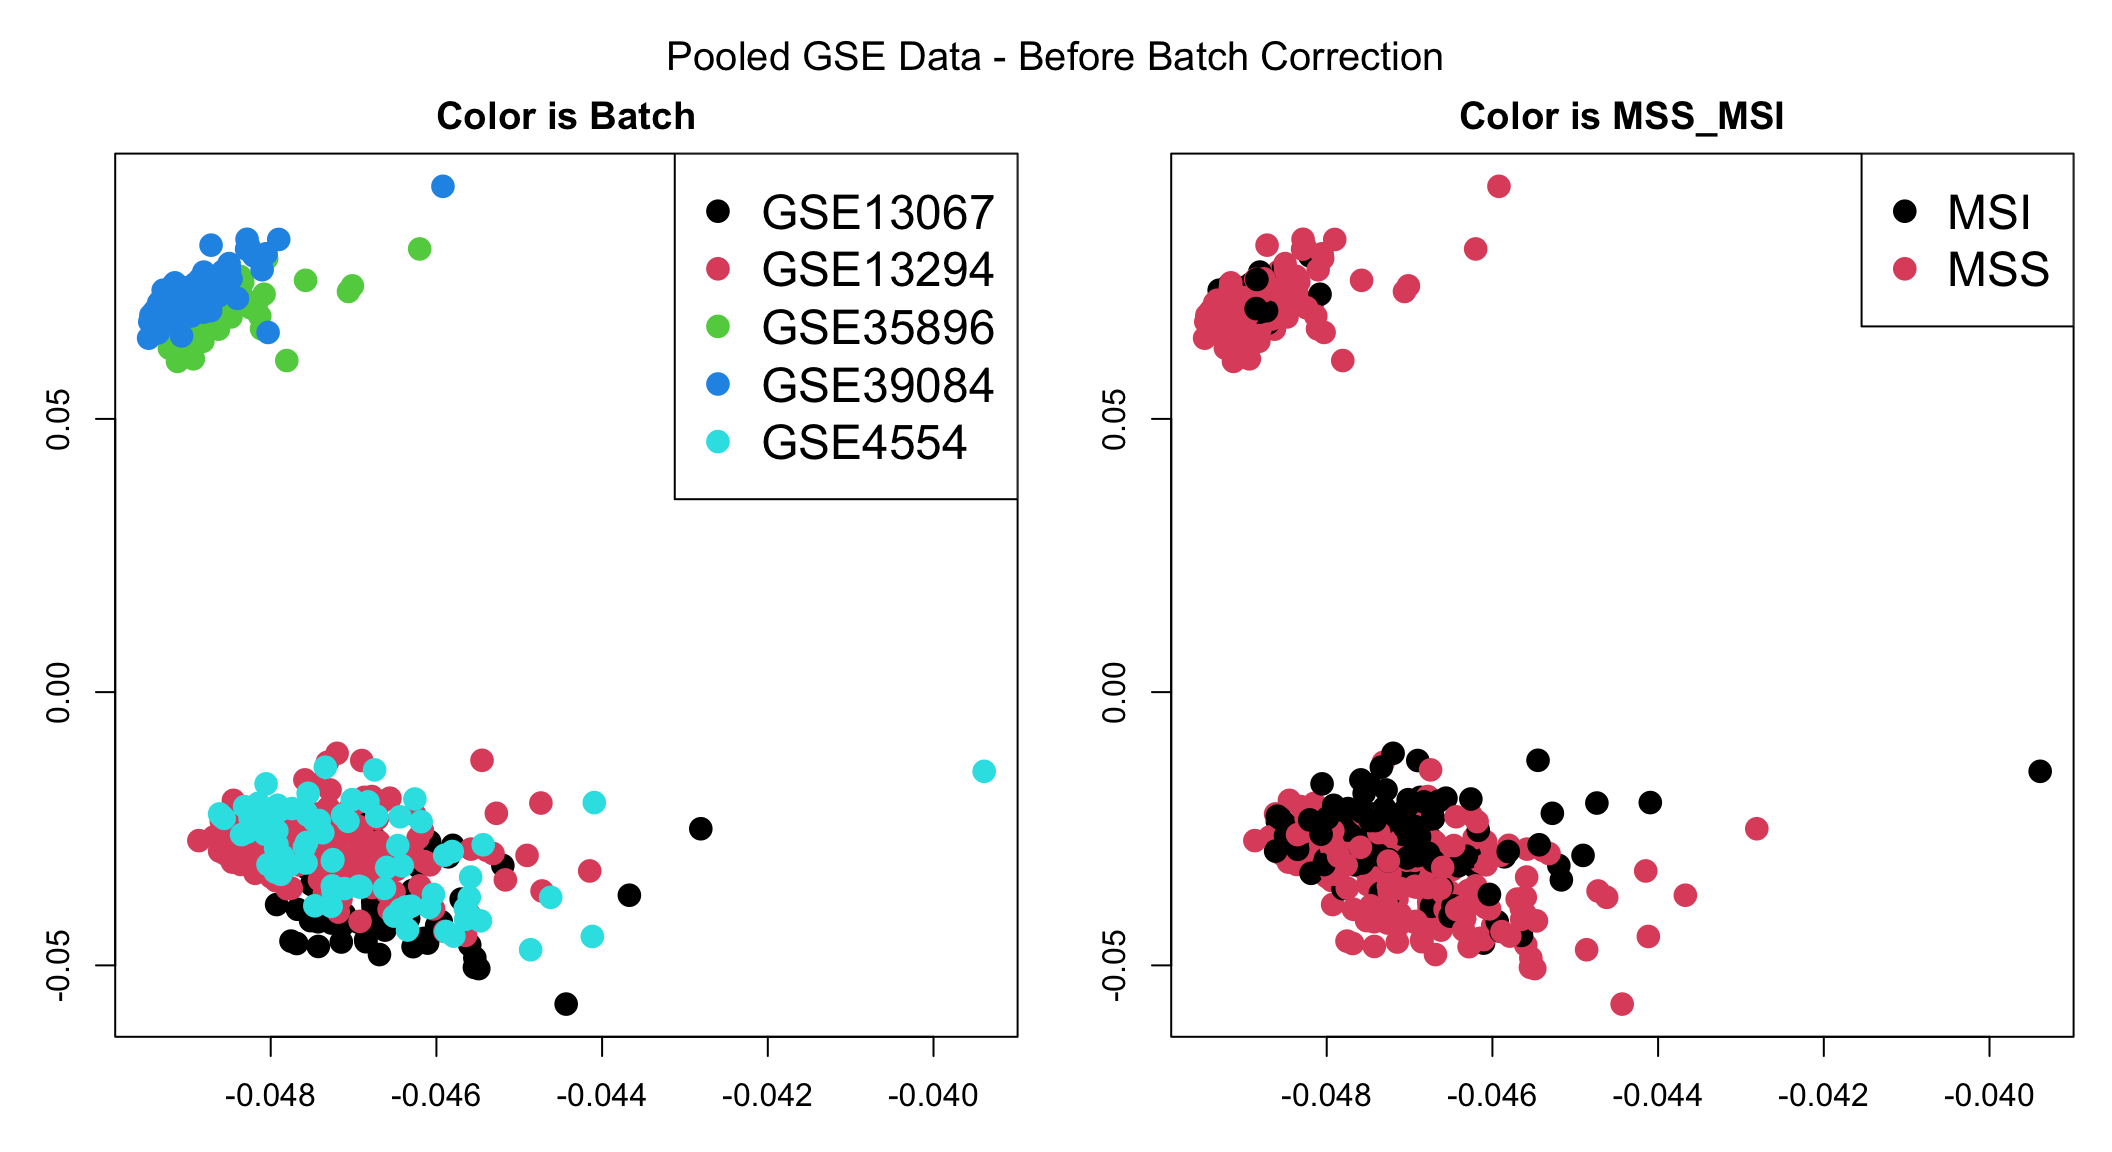 Pooled GSE Data - Before Batch Correction
Color is Batch
GSE13067
GSE13294
GSE35896
GSE39084
GSE4554
0.05
0.00
-0.05
-0.048
-0.046
-0.044
-0.042
-0.040
Color is MSS_MSI
MSI
MSS
0.05
0.00
-0.05
-0.048
-0.046
-0.044
-0.042
-0.040